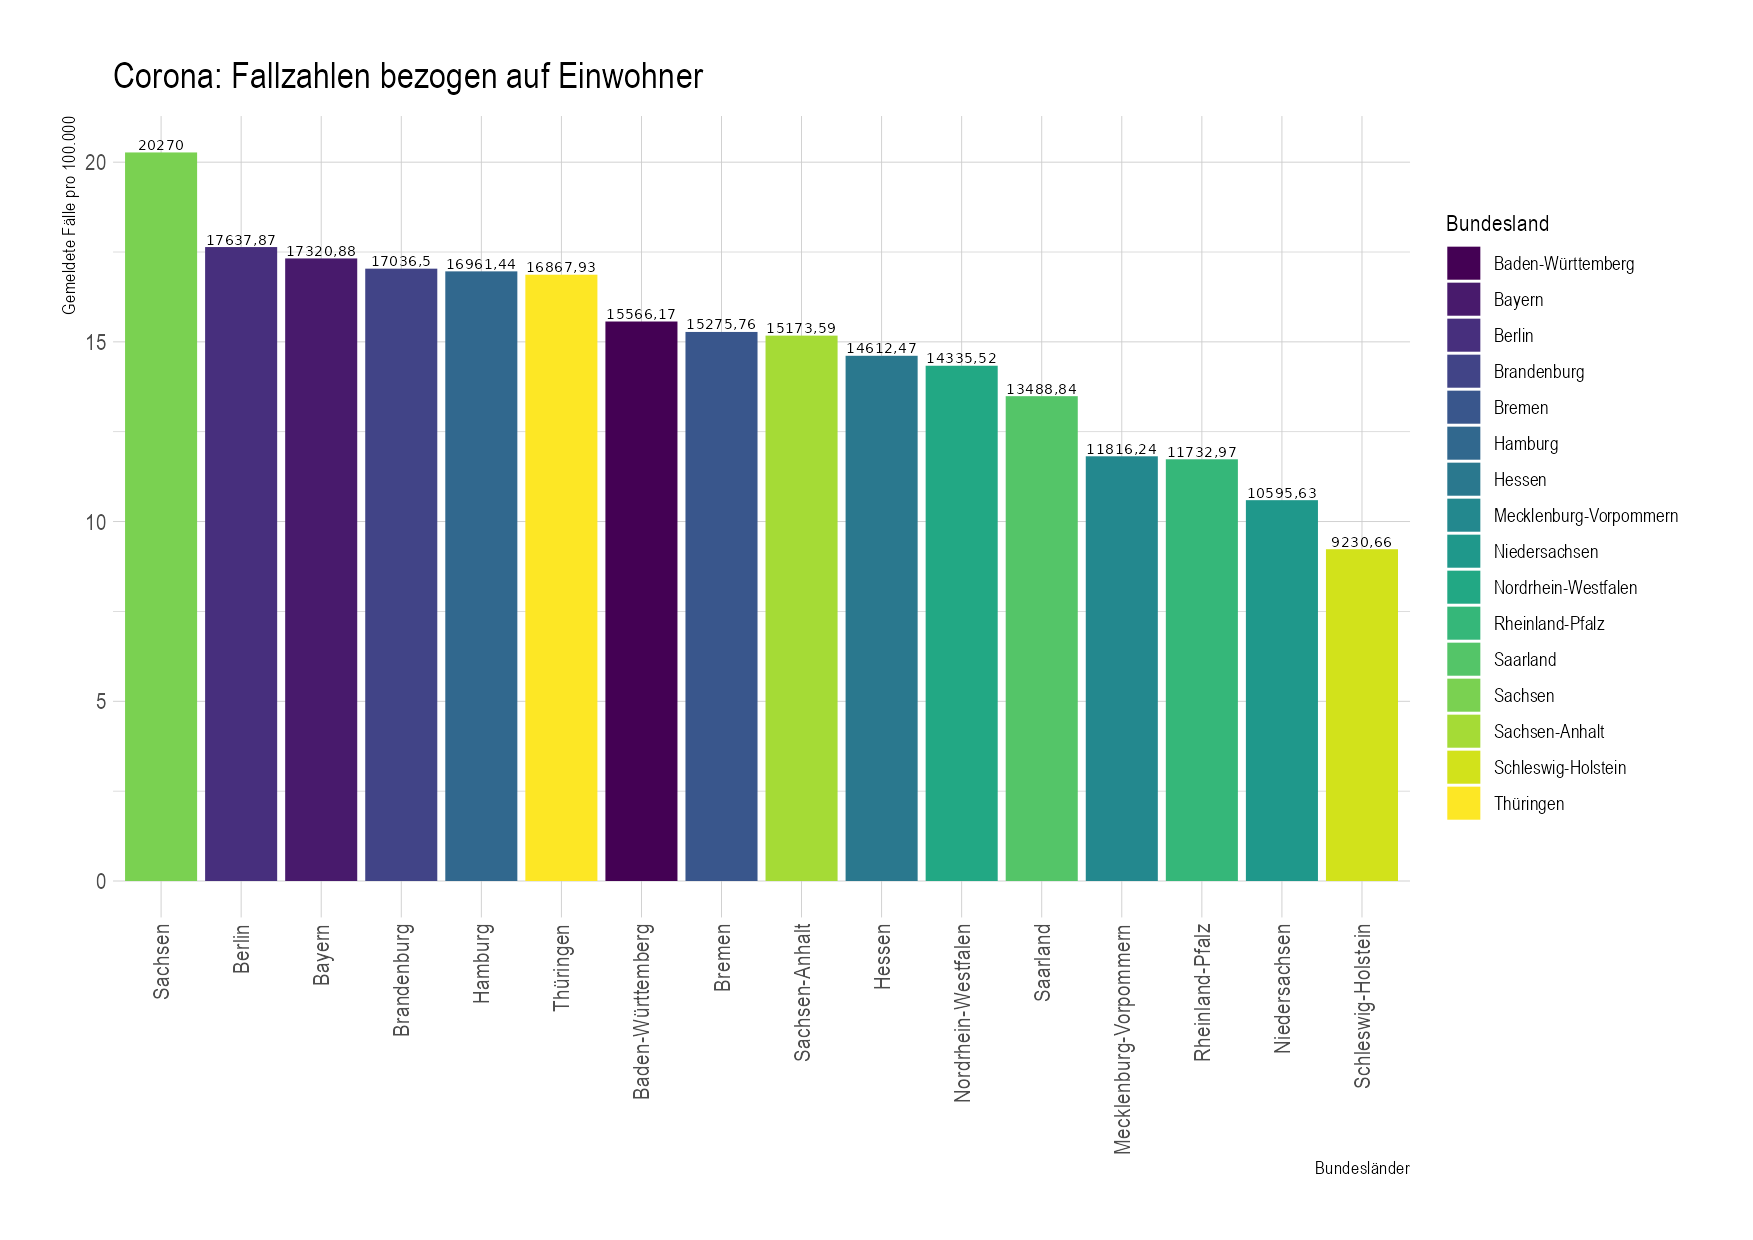 Corona: Fallzahlen bezogen auf Einwohner
Gemeldete Fälle pro 100.000
20
15
10
5
0
20270
17637,87
17320,88
17036,5
16961,44
16867,93
15566,17
15275,76
15173,59
14612,47
14335,52
13488,84
11816,24
11732,97
10595,63
9230,66
Sachsen
Berlin
Bayern
Brandenburg
Hamburg
Thüringen
Baden-Württemberg
Bremen
Sachsen-Anhalt
Hessen
Nordrhein-Westfalen
Saarland
Mecklenburg-Vorpommern
Rheinland-Pfalz
Niedersachsen
Schleswig-Holstein
Bundesländer
Bundesland
Baden-Württemberg
Bayern
Berlin
Brandenburg
Bremen
Hamburg
Hessen
Mecklenburg-Vorpommern
Niedersachsen
Nordrhein-Westfalen
Rheinland-Pfalz
Saarland
Sachsen
Sachsen-Anhalt
Schleswig-Holstein
Thüringen